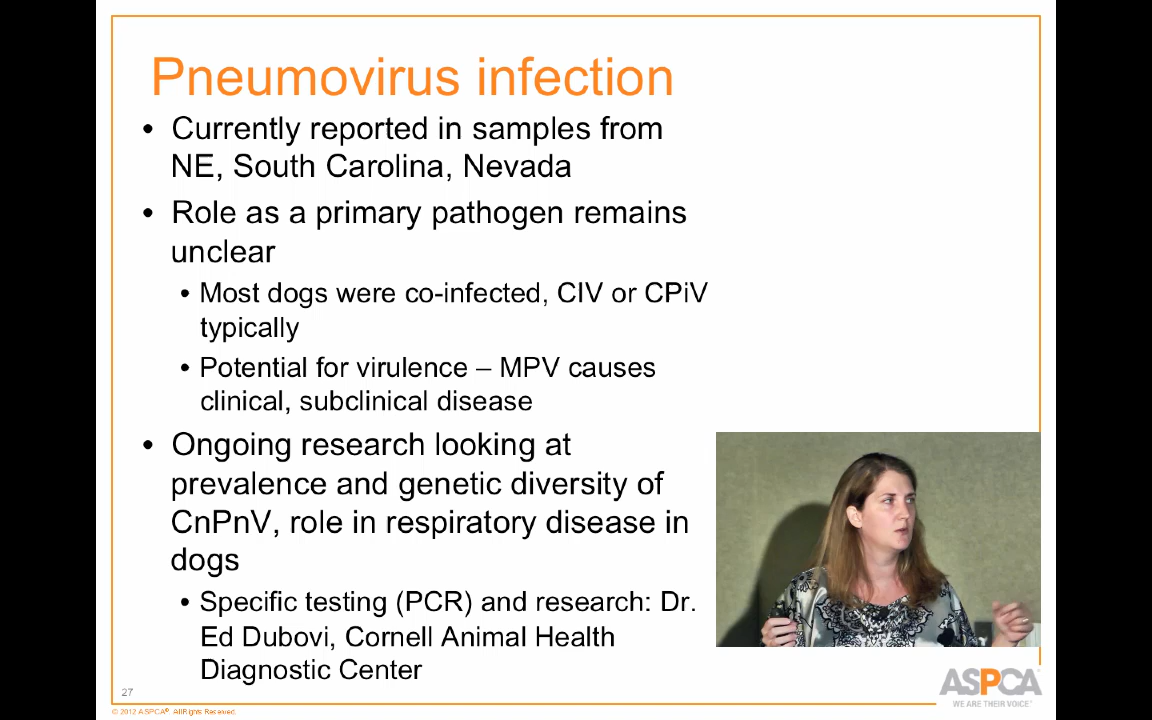 Pneumovirus infection
• Currently reported in samples from
NE, South Carolina, Nevada
• Role as a primary pathogen remains
unclear
• Most dogs were co-infected, CIV or CPiV
typically
• Potential for virulence – MPV causes
clinical, subclinical disease
• Ongoing research looking at
prevalence and genetic diversity of
CnPnV, role in respiratory disease in
dogs
• Specific testing (PCR) and research: Dr.
Ed Dubovi, Cornell Animal Health
Diagnostic Center
27
© 2012 ASPCA®. All Rights Reserved.
ASPCA
WE ARE THEIR VOICE®